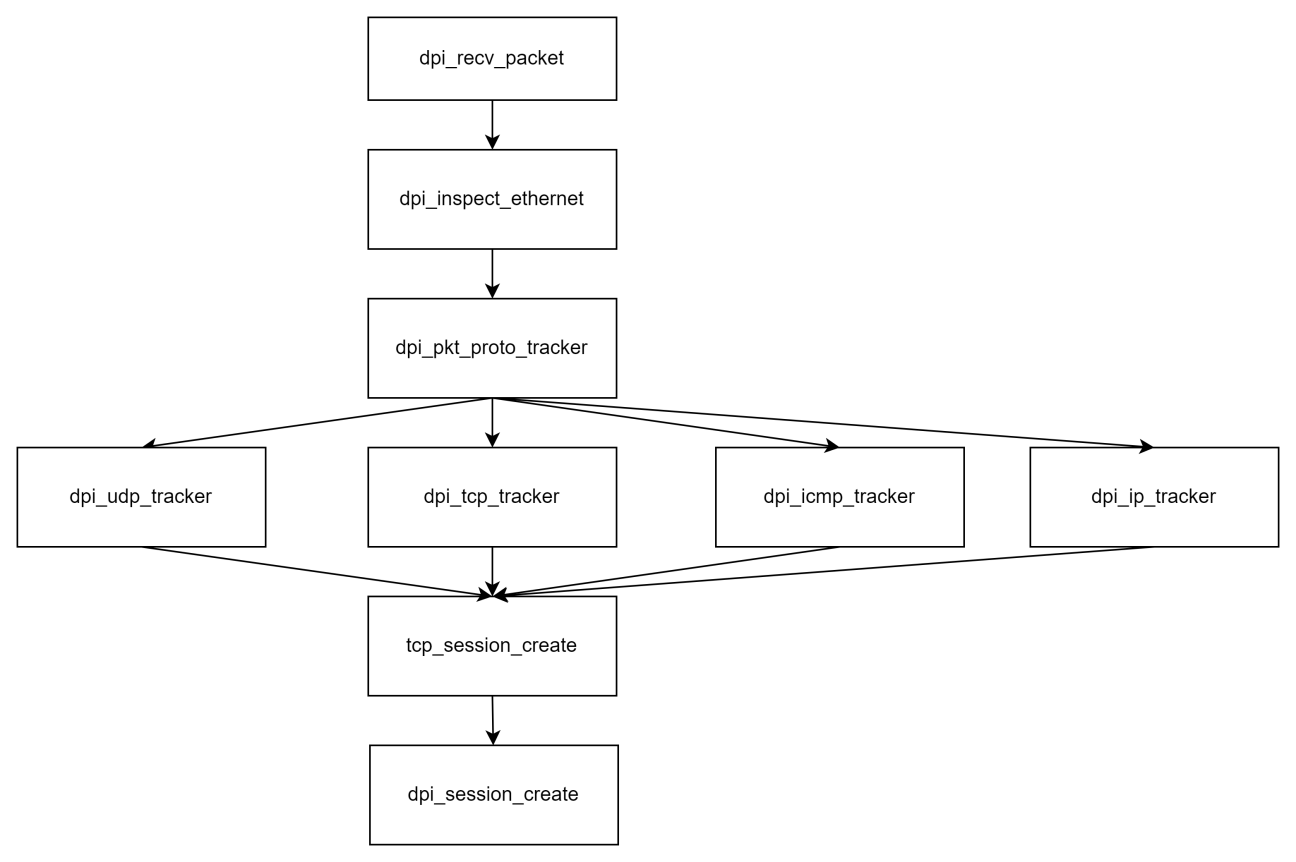 dpi_recv_packet
dpi_inspect_ethernet
dpi_pkt_proto_tracker
dpi_udp_tracker
dpi_tcp_tracker
dpi_icmp_tracker
dpi_ip_tracker
tcp_session_create
dpi_session_create